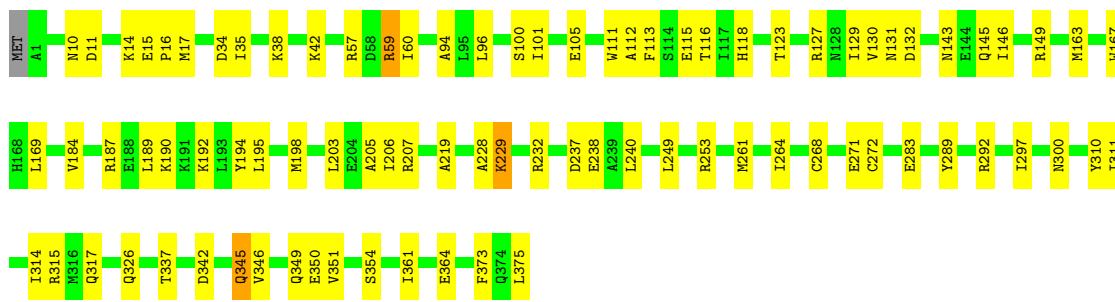 MET A1 N10 D11 K14 E15 P16 M17 D34 I35 K38 K42 R57 D58 R59 I60 A94 L95 L96 S100 I101 E105 W111 A112 F113 S114 E115 T116 I117 H118 T123 R127 N128 I129 V130 N131 D132 N143 E144 Q145 I146 R149 M163 W167
H168 L169 V184 R187 E188 L189 K190 K191 K192 L193 Y194 L195 M198 L203 E204 A205 I206 R207 A219 A228 K229 R232 D237 E238 A239 L240 L249 R253 M261 I264 C268 E271 C272 E283 Y289 R292 I297 N300 Y310 I311
I314 R315 M316 Q317 Q326 T337 D342 Q345 V346 Q349 E350 V351 S354 I361 E364 F373 Q374 L375